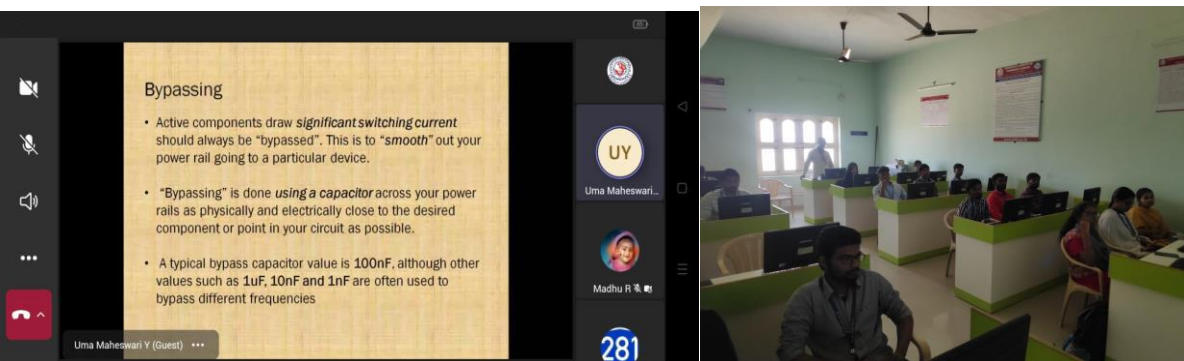 Bypassing
• Active components draw significant switching current
should always be "bypassed". This is to "smooth" out your
power rail going to a particular device.
• "Bypassing" is done using a capacitor across your power
rails as physically and electrically close to the desired
component or point in your circuit as possible.
• A typical bypass capacitor value is 100nF, although other
values such as 1uF, 10nF and 1nF are often used to
bypass different frequencies
Uma Maheswari Y (Guest) •••
UY
Uma Maheswari...
Madhu R
281